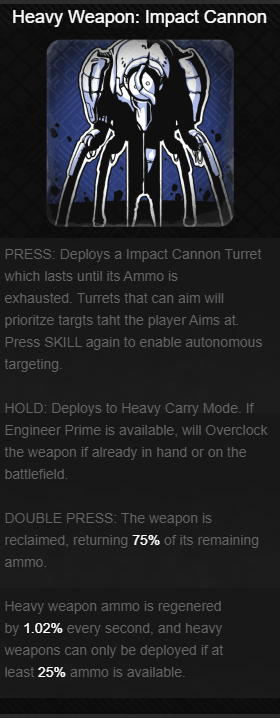 Heavy Weapon: Impact Cannon
PRESS: Deploys a Impact Cannon Turret
which lasts until its Ammo is
exhausted. Turrets that can aim will
prioritze targts taht the player Aims at.
Press SKILL again to enable autonomous
targeting.
HOLD: Deploys to Heavy Carry Mode. If
Engineer Prime is available, will Overclock
the weapon if already in hand or on the
battlefield.
DOUBLE PRESS: The weapon is
reclaimed, returning 75% of its remaining
ammo.
Heavy weapon ammo is regenered
by 1.02% every second, and heavy
weapons can only be deployed if at
least 25% ammo is available.